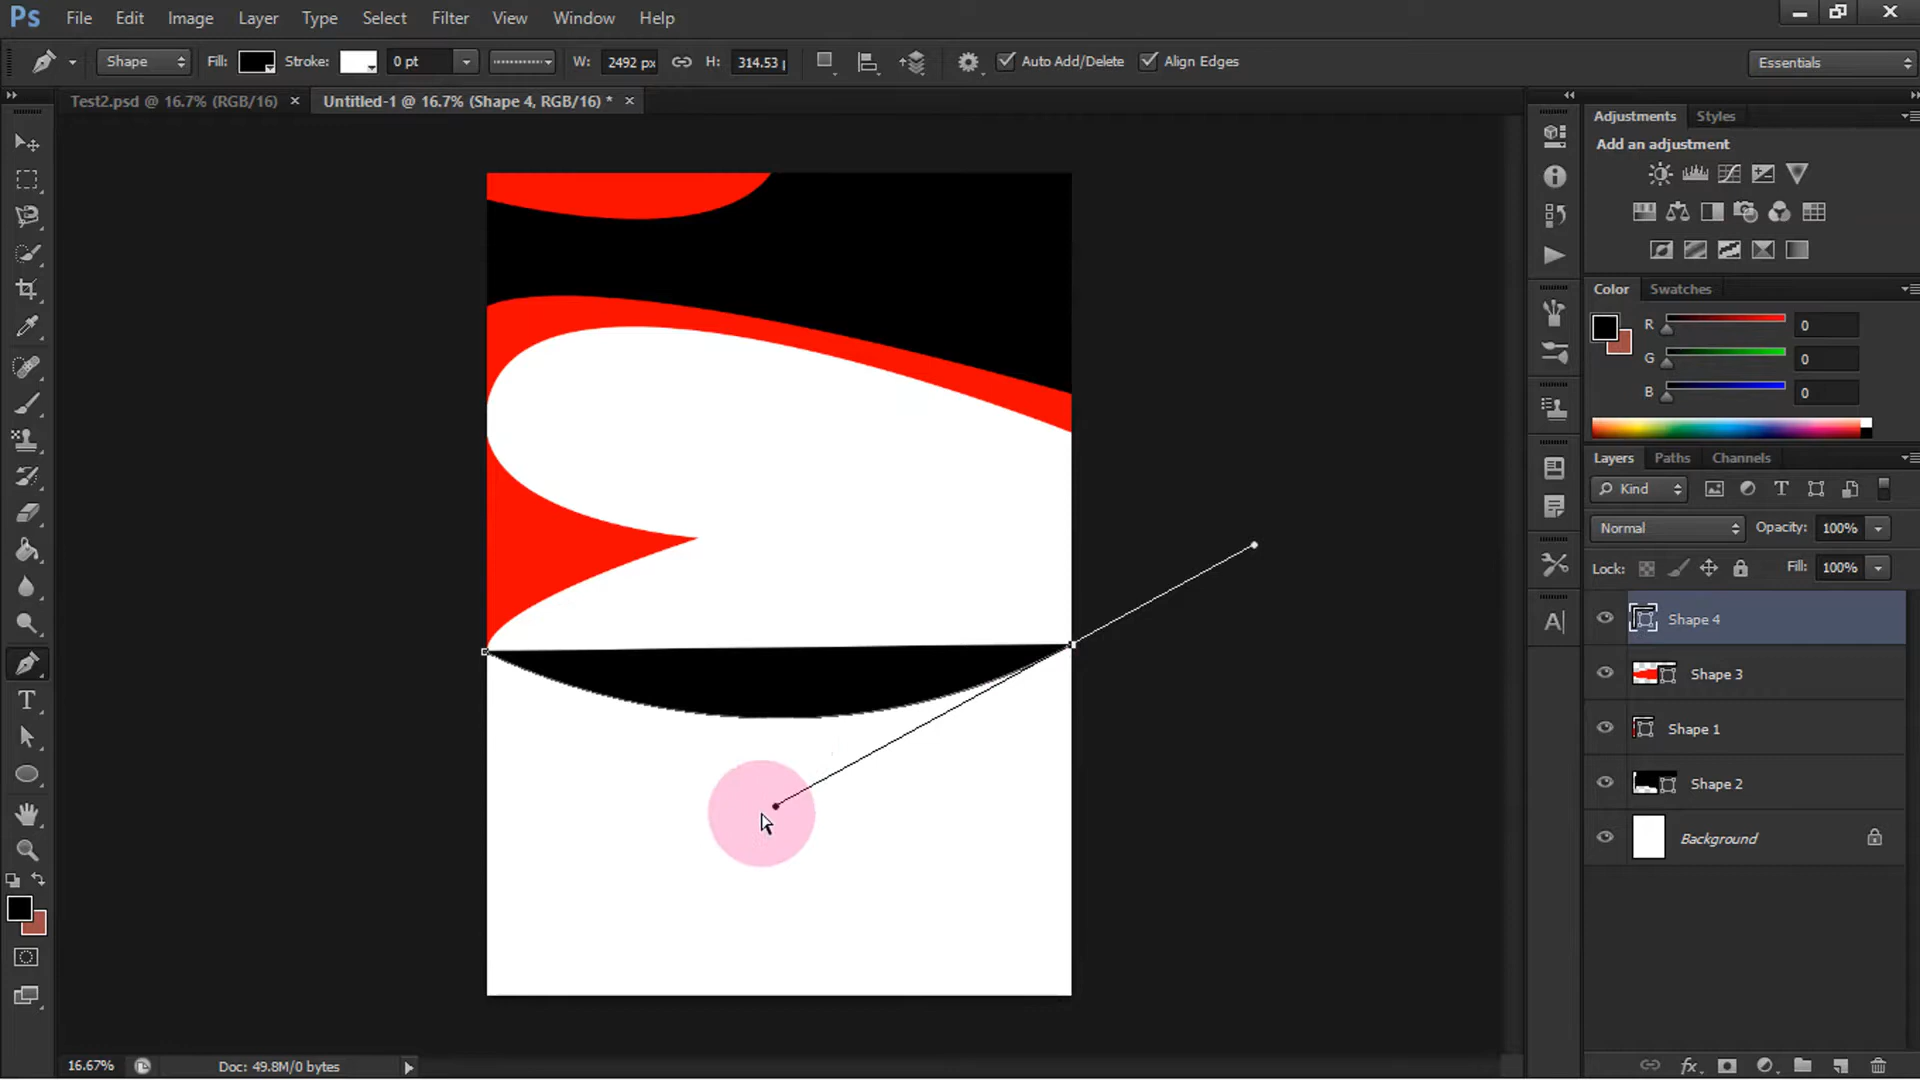 Ps File Edit Image Layer Type Select Filter View Window Help
Shape Fill: Stroke: 0 pt W: 2492 px H: 314.53 Auto Add/Delete Align Edges Essentials
Test2.psd @ 16.7% (RGB/16) × Untitled-1 @ 16.7% (Shape 4, RGB/16) * ×
Adjustments Styles
Add an adjustment
Color Swatches
R 0
G 0
B 0
Layers Paths Channels
Kind
Normal Opacity: 100%
Lock: Fill: 100%
Shape 4
Shape 3
Shape 1
Shape 2
Background
16.67% Doc: 49.8M/0 bytes